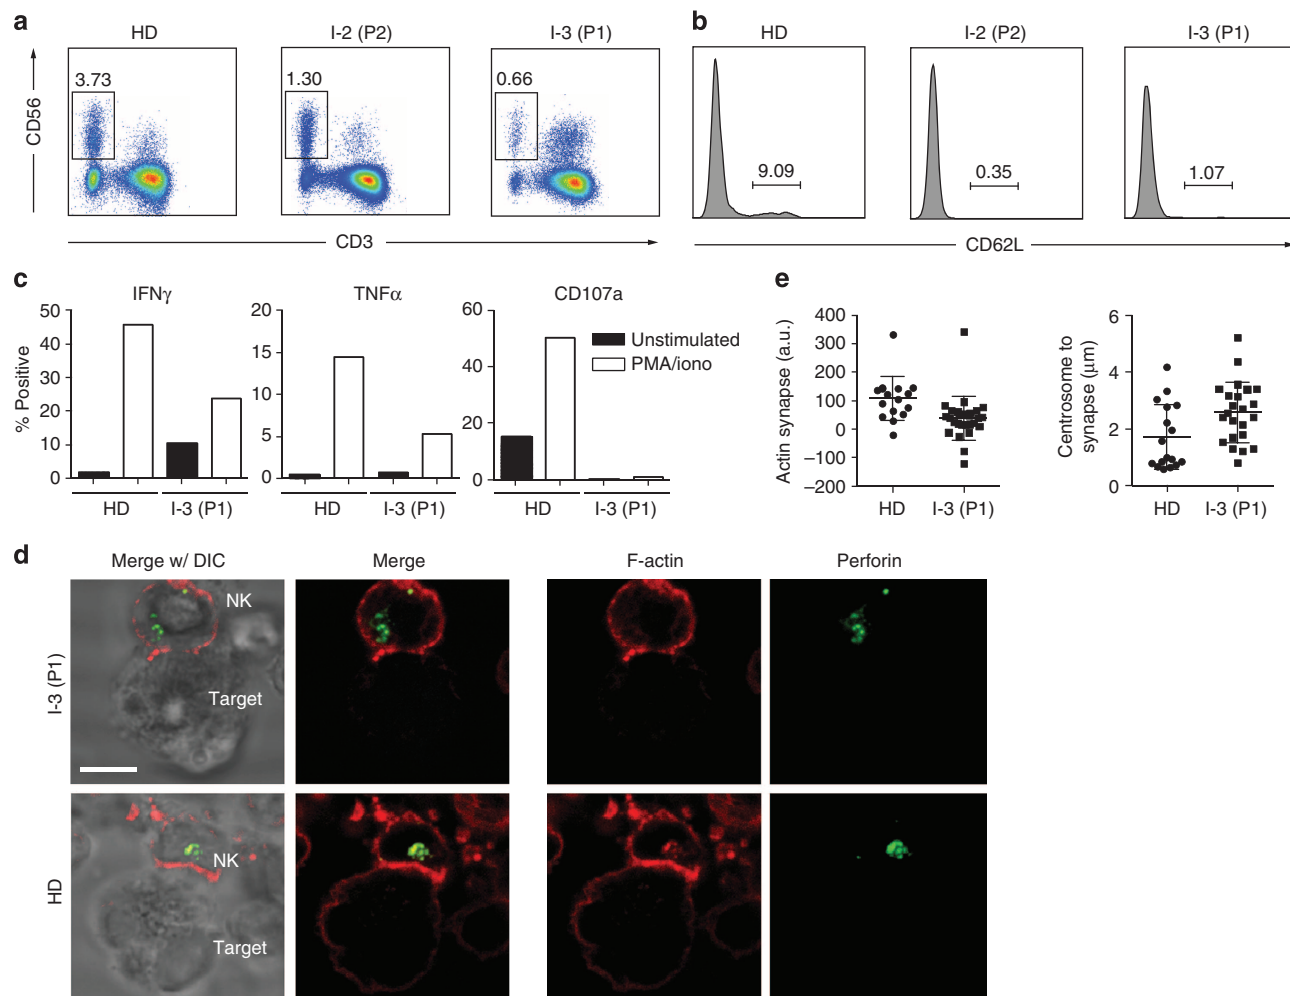 a
HD
I-2 (P2)
I-3 (P1)
3.73
1.30
0.66
CD56
CD3
b
HD
I-2 (P2)
I-3 (P1)
9.09
0.35
1.07
CD62L
c
IFNγ
TNFα
CD107a
% Positive
50
40
30
20
10
0
20
15
10
5
0
60
40
20
0
Unstimulated
PMA/iono
HD
I-3 (P1)
HD
I-3 (P1)
HD
I-3 (P1)
e
Actin synapse (a.u.)
400
300
200
100
0
–100
–200
HD
I-3 (P1)
Centrosome to
synapse (μm)
6
4
2
0
HD
I-3 (P1)
d
Merge w/ DIC
Merge
F-actin
Perforin
I-3 (P1)
NK
Target
HD
NK
Target